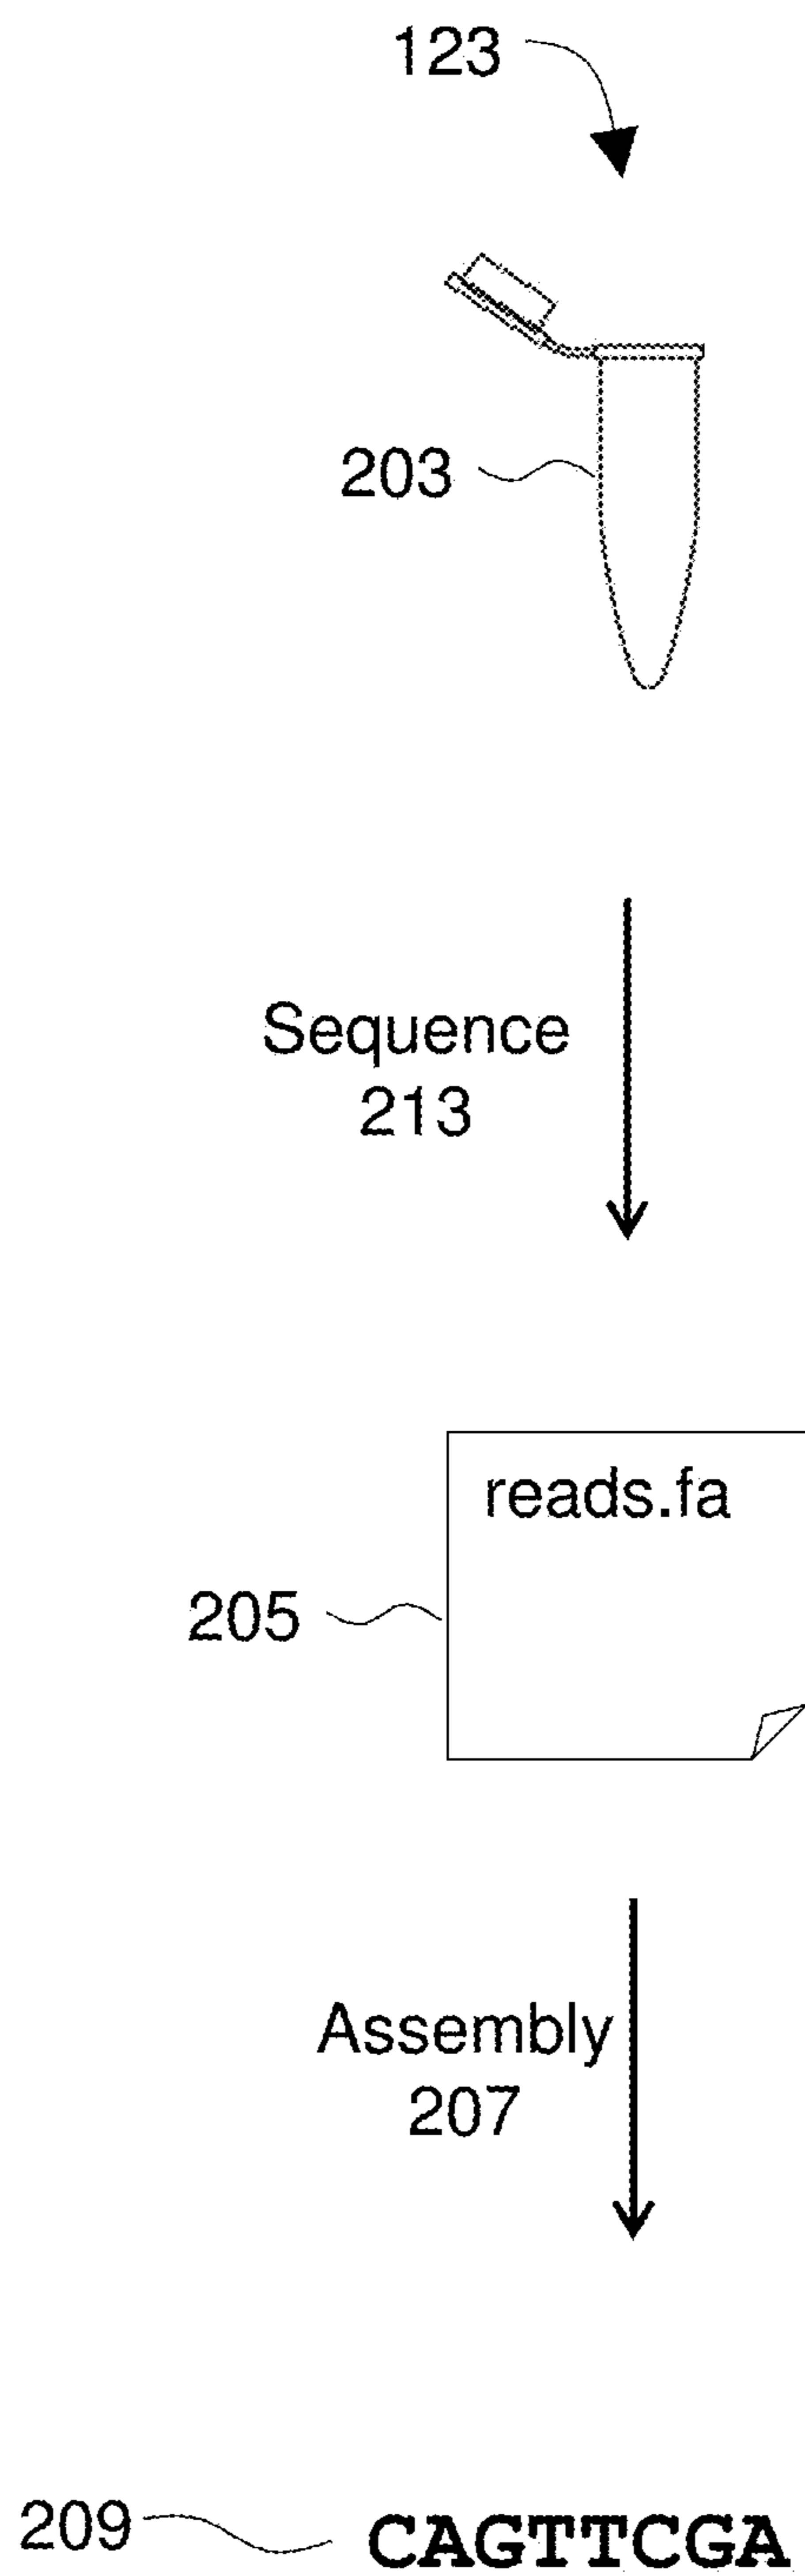 123
203
Sequence
213
reads.fa
205
Assembly
207
209 CAGTTCGA